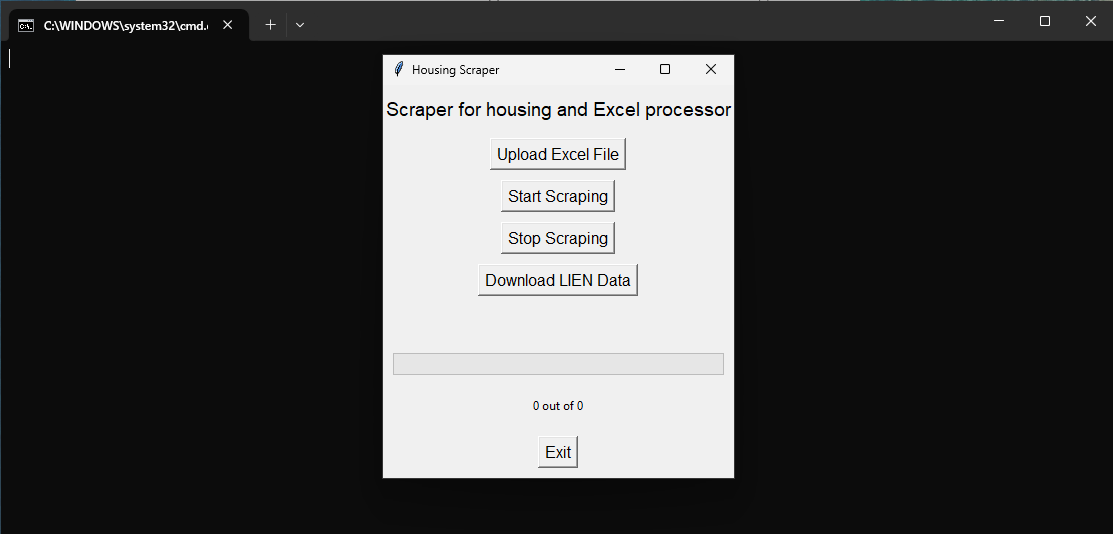 C:\WINDOWS\system32\cmd.
Housing Scraper
Scraper for housing and Excel processor
Upload Excel File
Start Scraping
Stop Scraping
Download LIEN Data
0 out of 0
Exit